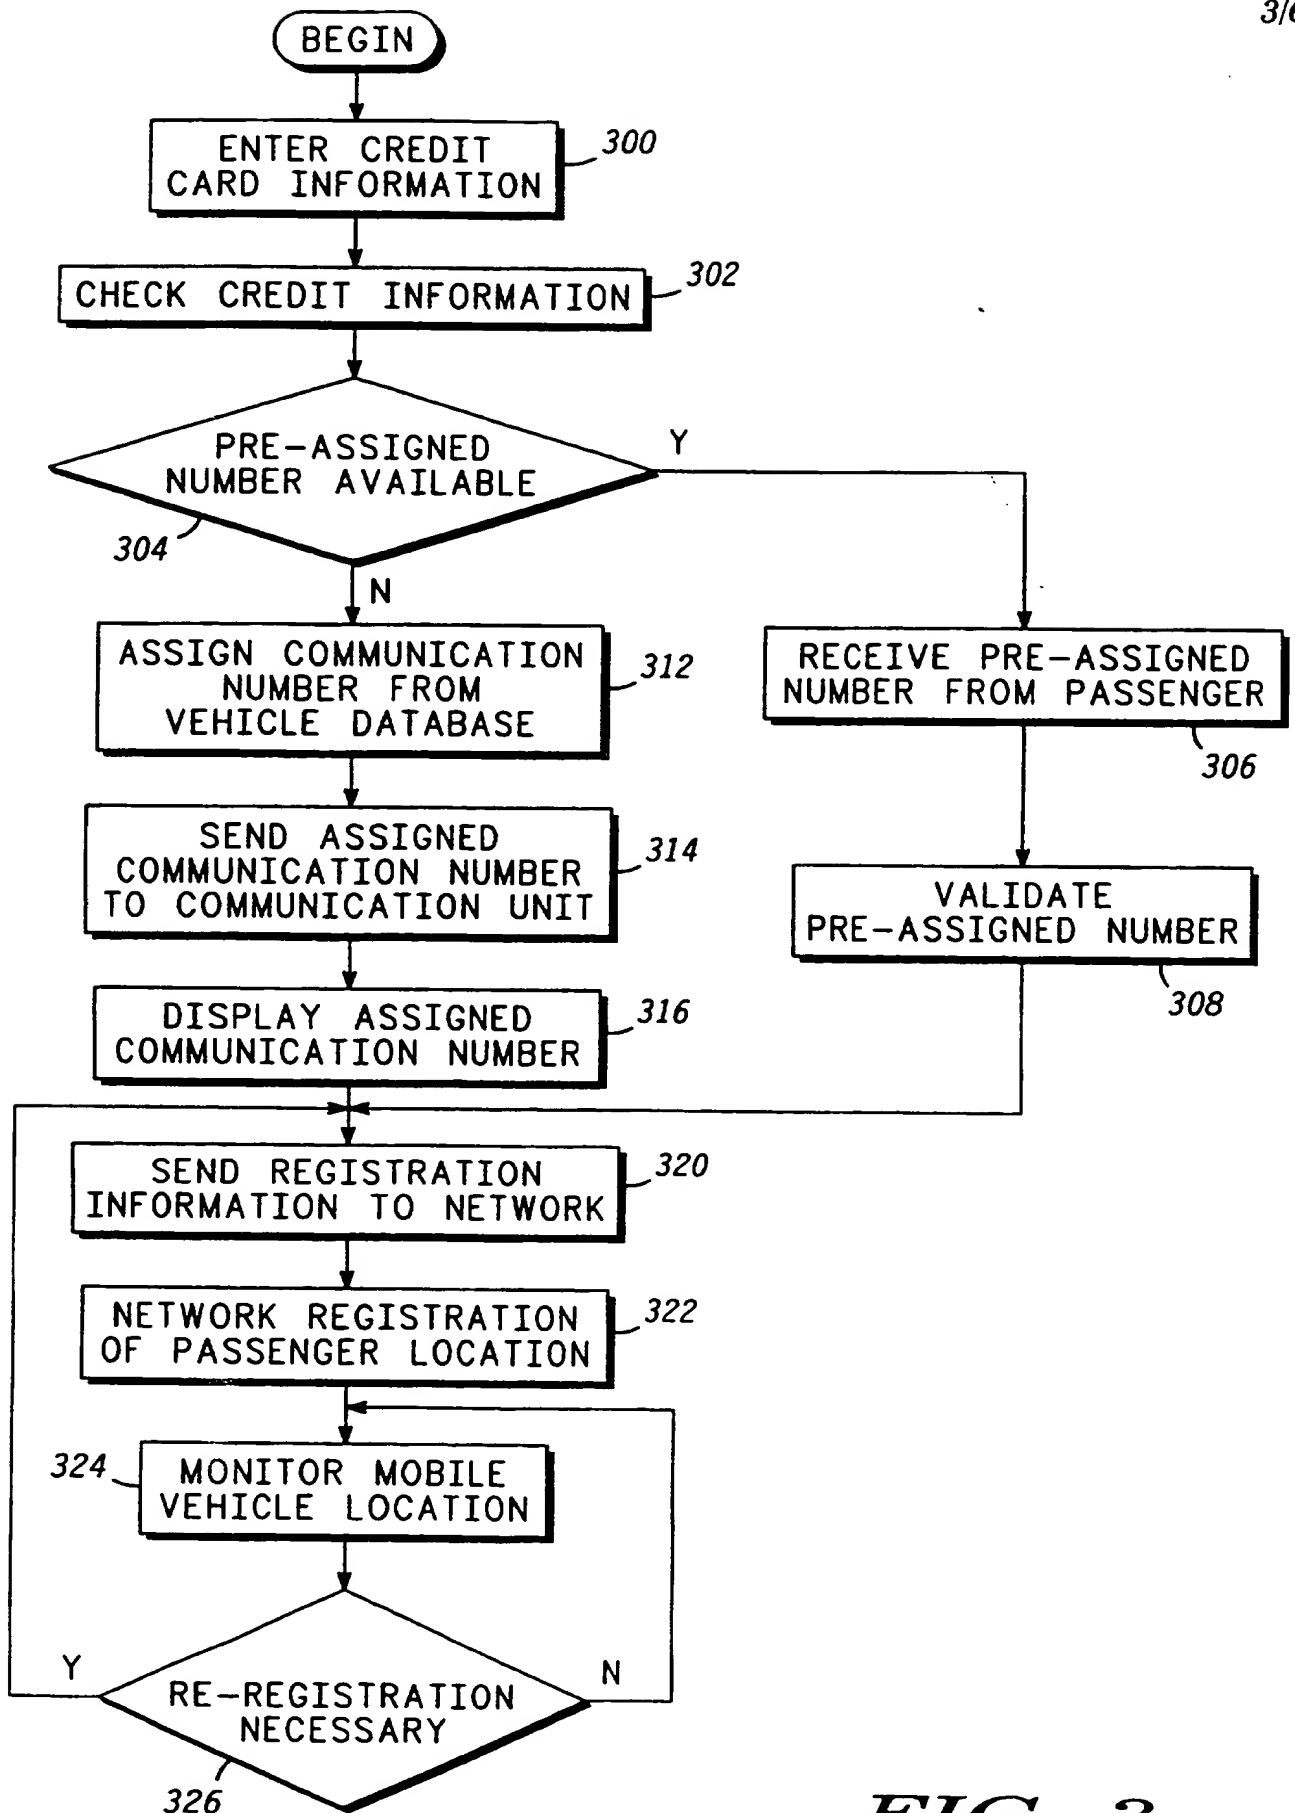 3/6
BEGIN
ENTER CREDIT
CARD INFORMATION
300
CHECK CREDIT INFORMATION
302
PRE-ASSIGNED
NUMBER AVAILABLE
Y
304
N
ASSIGN COMMUNICATION
NUMBER FROM
VEHICLE DATABASE
312
RECEIVE PRE-ASSIGNED
NUMBER FROM PASSENGER
306
SEND ASSIGNED
COMMUNICATION NUMBER
TO COMMUNICATION UNIT
314
VALIDATE
PRE-ASSIGNED NUMBER
308
DISPLAY ASSIGNED
COMMUNICATION NUMBER
316
SEND REGISTRATION
INFORMATION TO NETWORK
320
NETWORK REGISTRATION
OF PASSENGER LOCATION
322
324
MONITOR MOBILE
VEHICLE LOCATION
Y
N
RE-REGISTRATION
NECESSARY
326
FIG. 3